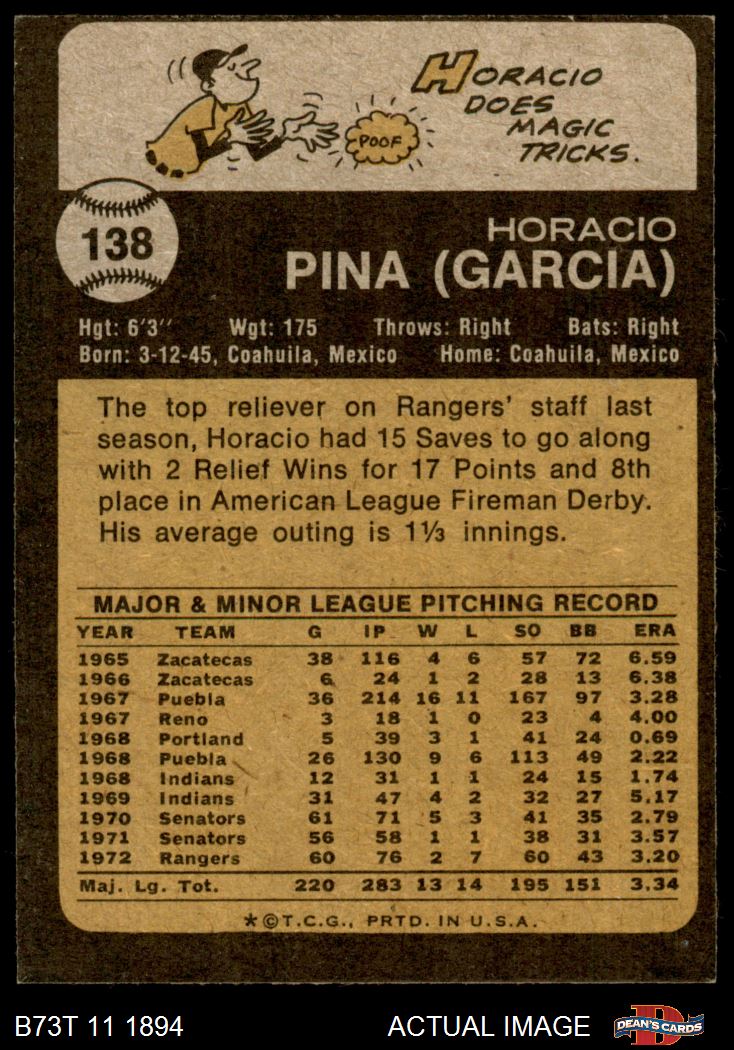 HORACIO
DOES
MAGIC
TRICKS.
POOF
138
HORACIO
PINA (GARCIA)
Hgt: 6'3" Wgt: 175 Throws: Right Bats: Right
Born: 3-12-45, Coahuila, Mexico Home: Coahuila, Mexico
The top reliever on Rangers' staff last
season, Horacio had 15 Saves to go along
with 2 Relief Wins for 17 Points and 8th
place in American League Fireman Derby.
His average outing is 1⅓ innings.
MAJOR & MINOR LEAGUE PITCHING RECORD
YEAR TEAM G IP W L SO BB ERA
1965 Zacatecas 38 116 4 6 57 72 6.59
1966 Zacatecas 6 24 1 2 28 13 6.38
1967 Puebla 36 214 16 11 167 97 3.28
1967 Reno 3 18 1 0 23 4 4.00
1968 Portland 5 39 3 1 41 24 0.69
1968 Puebla 26 130 9 6 113 49 2.22
1968 Indians 12 31 1 1 24 15 1.74
1969 Indians 31 47 4 2 32 27 5.17
1970 Senators 61 71 5 3 41 35 2.79
1971 Senators 56 58 1 1 38 31 3.57
1972 Rangers 60 76 2 7 60 43 3.20
Maj. Lg. Tot. 220 283 13 14 195 151 3.34
*©T.C.G., PRTD. IN U.S.A.
B73T 11 1894 ACTUAL IMAGE D DEAN'S CARDS